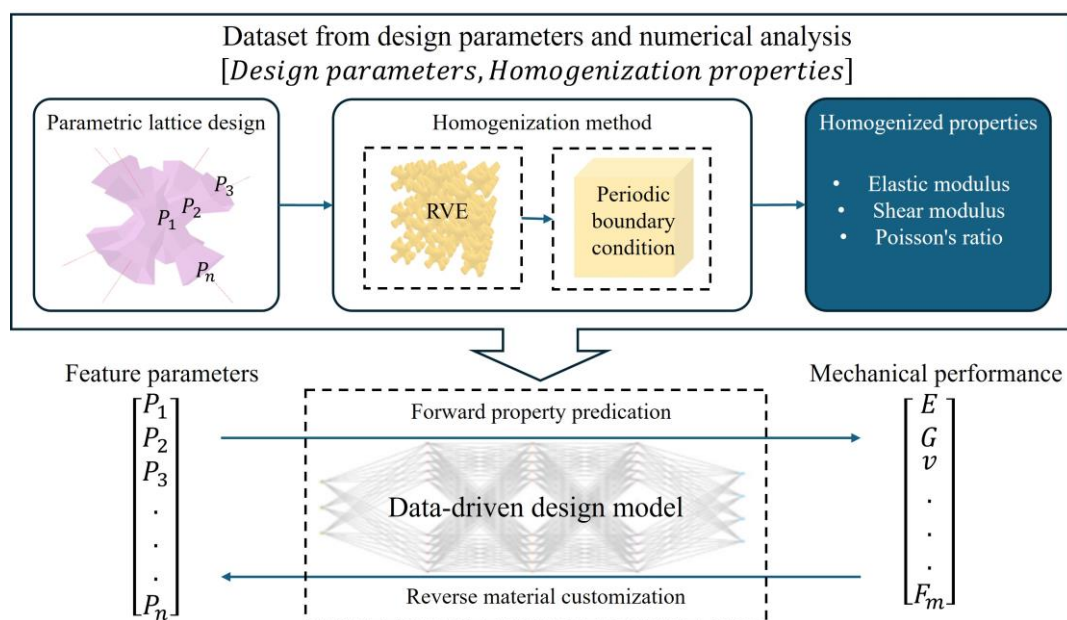 Dataset from design parameters and numerical analysis
[Design parameters, Homogenization properties]
Parametric lattice design
P3
P2
P1
Pn
Homogenization method
RVE
Periodic
boundary
condition
Homogenized properties
• Elastic modulus
• Shear modulus
• Poisson's ratio
Feature parameters
P1
P2
P3
.
.
.
Pn
Forward property predication
Data-driven design model
Reverse material customization
Mechanical performance
E
G
v
.
.
.
Fm